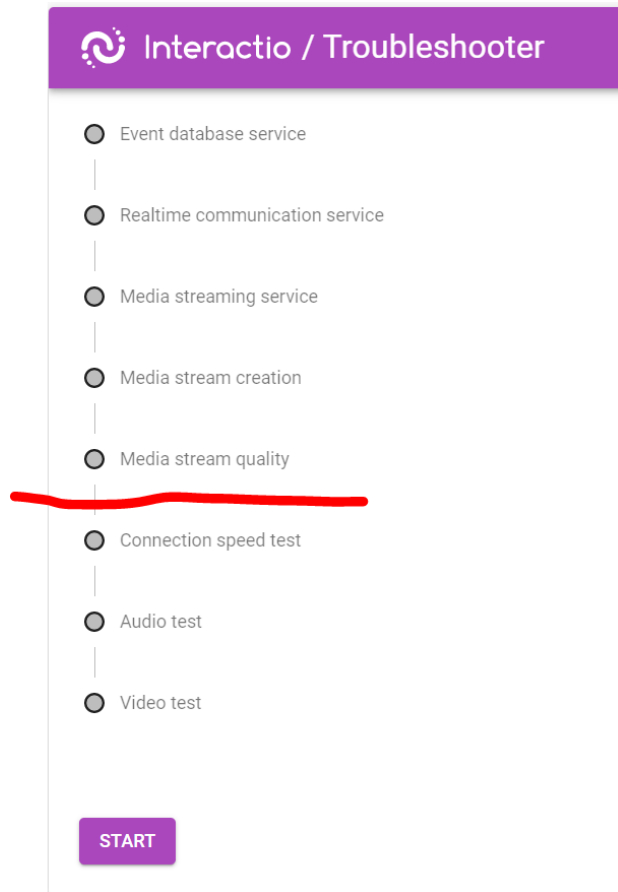 Interactio / Troubleshooter
Event database service
Realtime communication service
Media streaming service
Media stream creation
Media stream quality
Connection speed test
Audio test
Video test
START